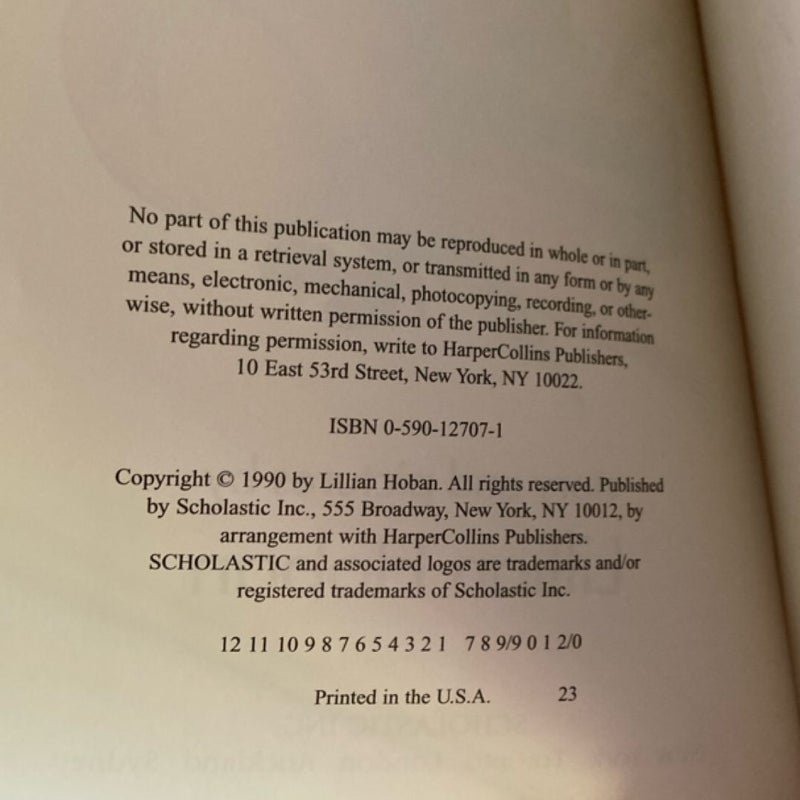 No part of this publication may be reproduced in whole or in part,
or stored in a retrieval system, or transmitted in any form or by any
means, electronic, mechanical, photocopying, recording, or other-
wise, without written permission of the publisher. For information
regarding permission, write to HarperCollins Publishers,
10 East 53rd Street, New York, NY 10022.
ISBN 0-590-12707-1
Copyright © 1990 by Lillian Hoban. All rights reserved. Published
by Scholastic Inc., 555 Broadway, New York, NY 10012, by
arrangement with HarperCollins Publishers.
SCHOLASTIC and associated logos are trademarks and/or
registered trademarks of Scholastic Inc.
12 11 10 9 8 7 6 5 4 3 2 1 7 8 9/9 0 1 2/0
Printed in the U.S.A. 23